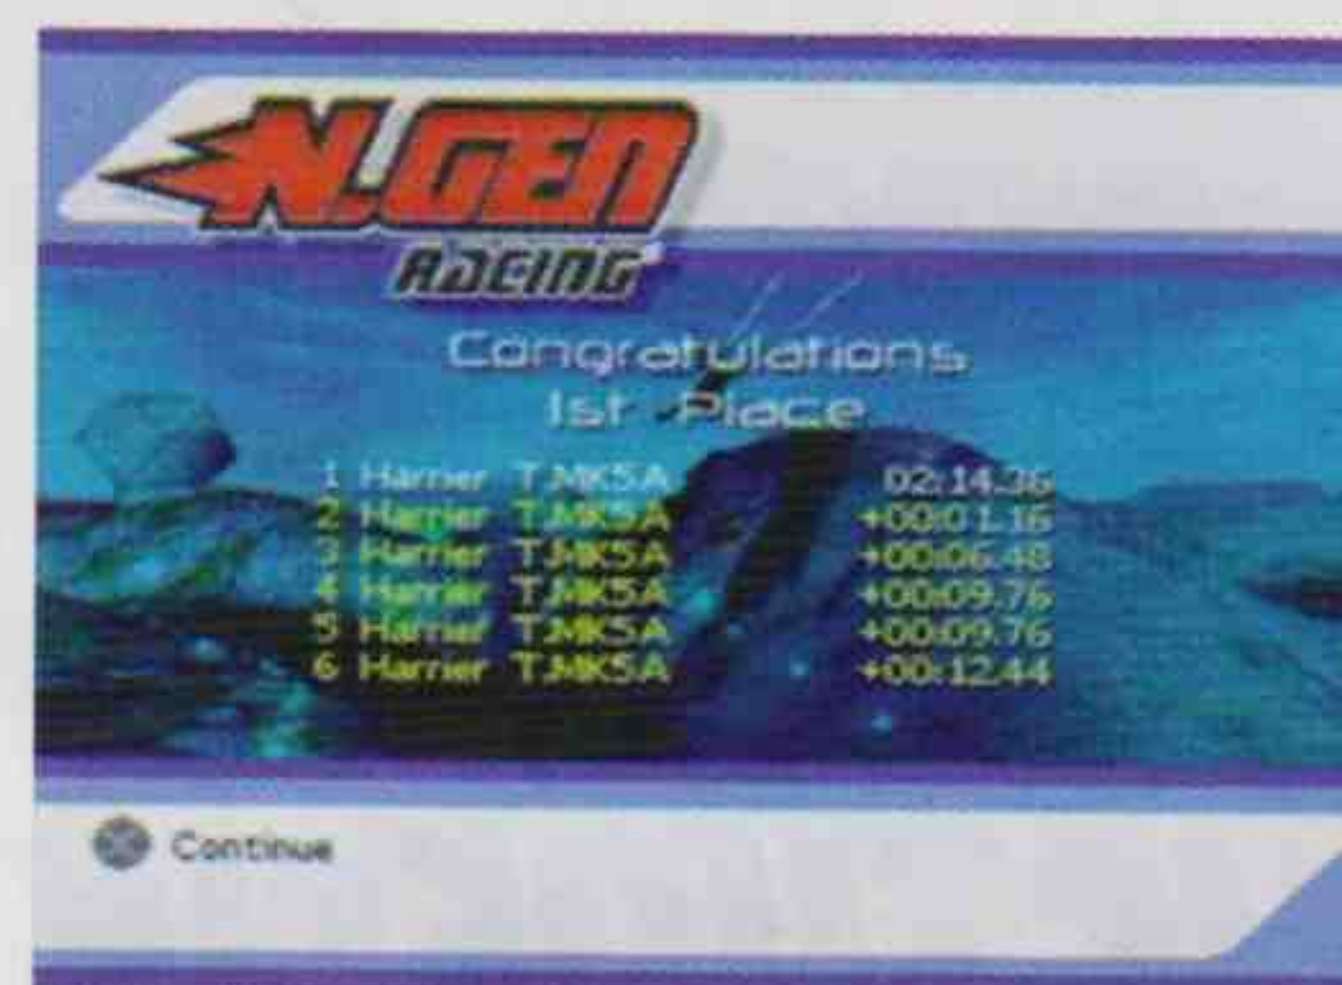 N.GEN
RACING
Congratulations
1st Place
1 Harrier T.MK5A 02:14.36
2 Harrier T.MK5A +00:01.16
3 Harrier T.MK5A +00:06.48
4 Harrier T.MK5A +00:09.76
5 Harrier T.MK5A +00:09.76
6 Harrier T.MK5A +00:12.44
Continue